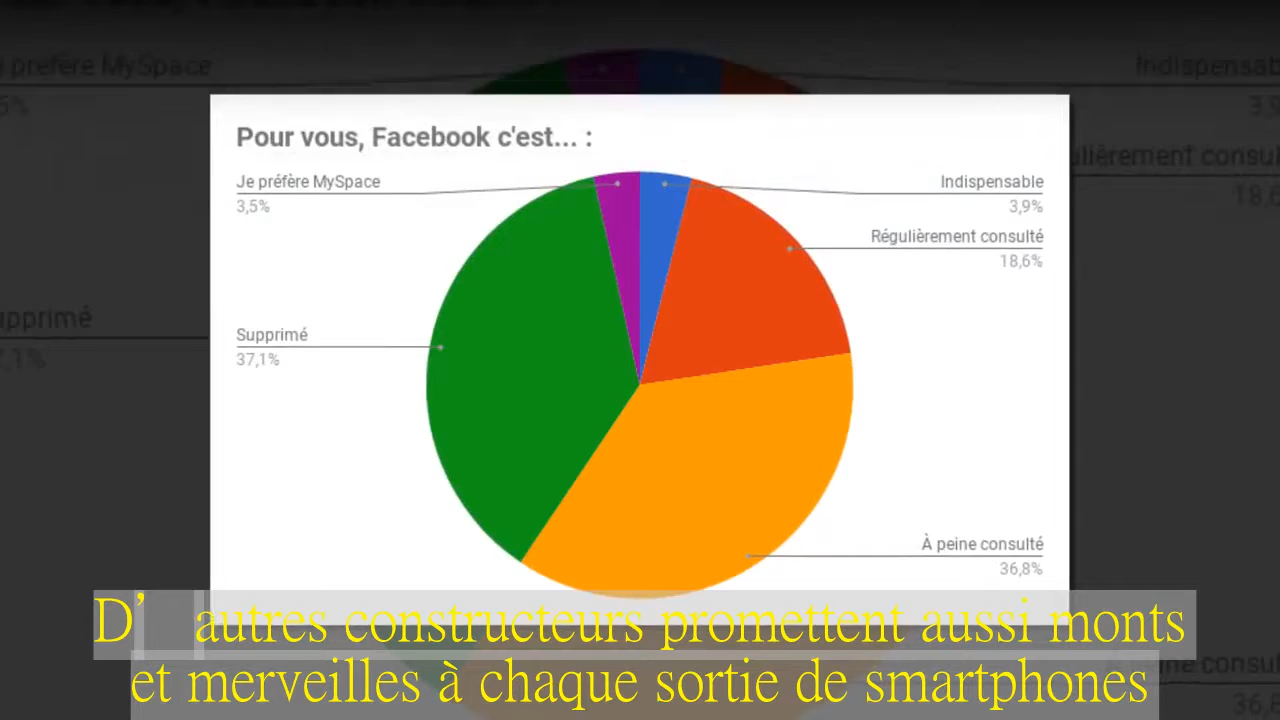 Pour vous, Facebook c'est... :
Je préfère MySpace
3,5%
Indispensable
3,9%
Régulièrement consulté
18,6%
Supprimé
37,1%
À peine consulté
36,8%
D’autres constructeurs promettent aussi monts
et merveilles à chaque sortie de smartphones